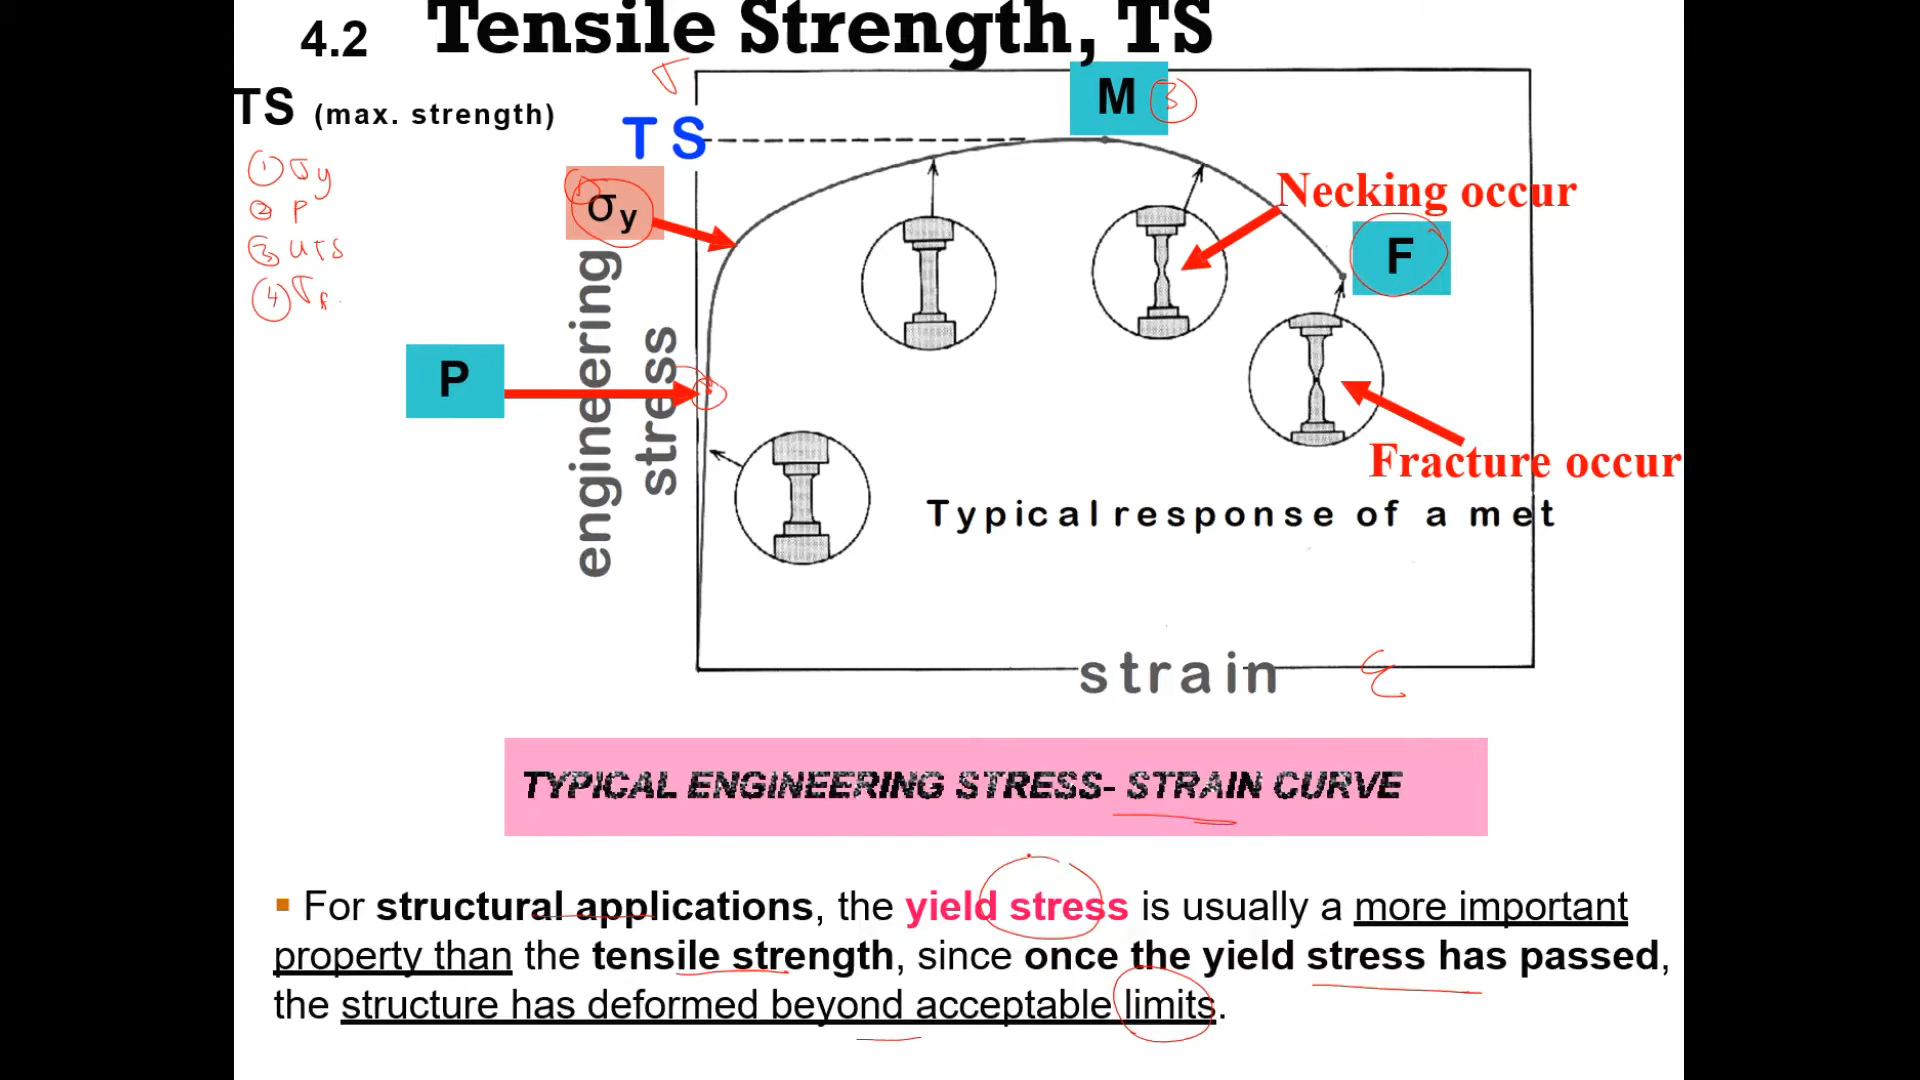 4.2 Tensile Strength, TS
TS (max. strength)
① σy
② P
③ UTS
④ σf
σ
TS
M ③
σy
Necking occur
F
P
engineering
stress
Fracture occur
Typical response of a met
strain
ε
TYPICAL ENGINEERING STRESS- STRAIN CURVE
▪ For structural applications, the yield stress is usually a more important
property than the tensile strength, since once the yield stress has passed,
the structure has deformed beyond acceptable limits.